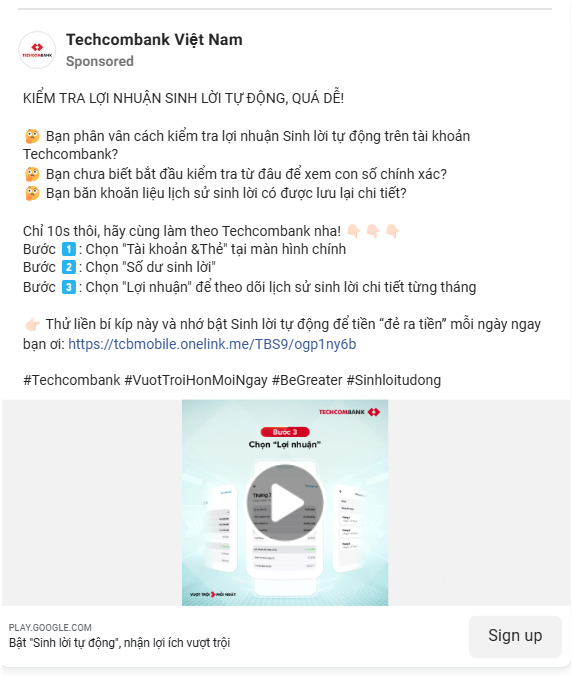 TECHCOMBANK
Techcombank Việt Nam
Sponsored
KIỂM TRA LỢI NHUẬN SINH LỜI TỰ ĐỘNG, QUÁ DỄ!
🤔 Bạn phân vân cách kiểm tra lợi nhuận Sinh lời tự động trên tài khoản
Techcombank?
🤔 Bạn chưa biết bắt đầu kiểm tra từ đâu để xem con số chính xác?
🤔 Bạn băn khoăn liệu lịch sử sinh lời có được lưu lại chi tiết?
Chỉ 10s thôi, hãy cùng làm theo Techcombank nha! 👇🏻👇🏻👇🏻
Bước 1️⃣: Chọn "Tài khoản &Thẻ" tại màn hình chính
Bước 2️⃣: Chọn "Số dư sinh lời"
Bước 3️⃣: Chọn "Lợi nhuận" để theo dõi lịch sử sinh lời chi tiết từng tháng
👉🏻 Thử liền bí kíp này và nhớ bật Sinh lời tự động để tiền “đẻ ra tiền” mỗi ngày ngay
bạn ơi: https://tcbmobile.onelink.me/TBS9/ogp1ny6b
#Techcombank #VuotTroiHonMoiNgay #BeGreater #Sinhloitudong
TECHCOMBANK
Bước 3
Chọn “Lợi nhuận”
Tháng 7
VƯỢT TRỘI MỖI NGÀY
PLAY.GOOGLE.COM
Bật "Sinh lời tự động", nhận lợi ích vượt trội
Sign up